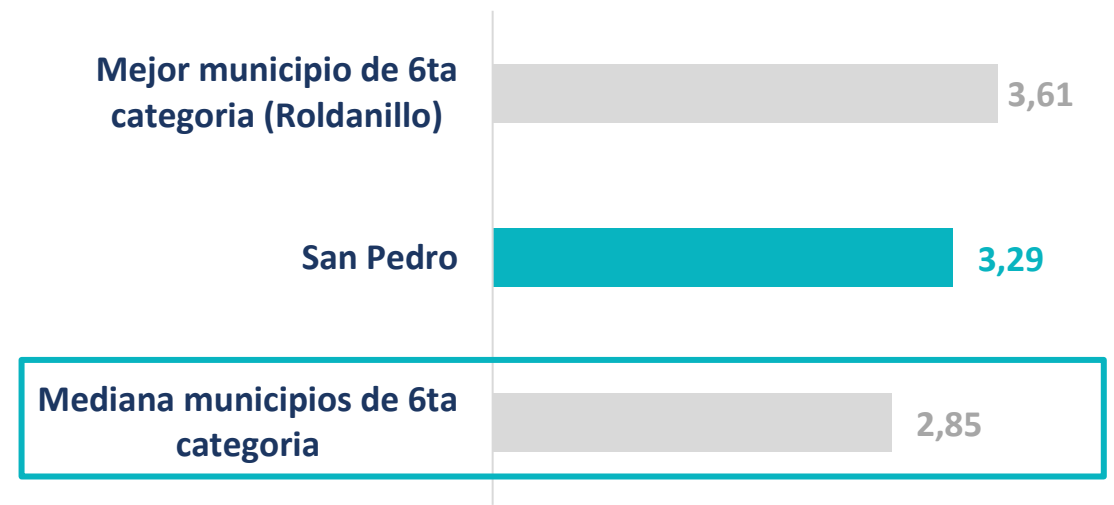 Mejor municipio de 6ta
categoria (Roldanillo)
3,61
San Pedro
3,29
Mediana municipios de 6ta
categoria
2,85